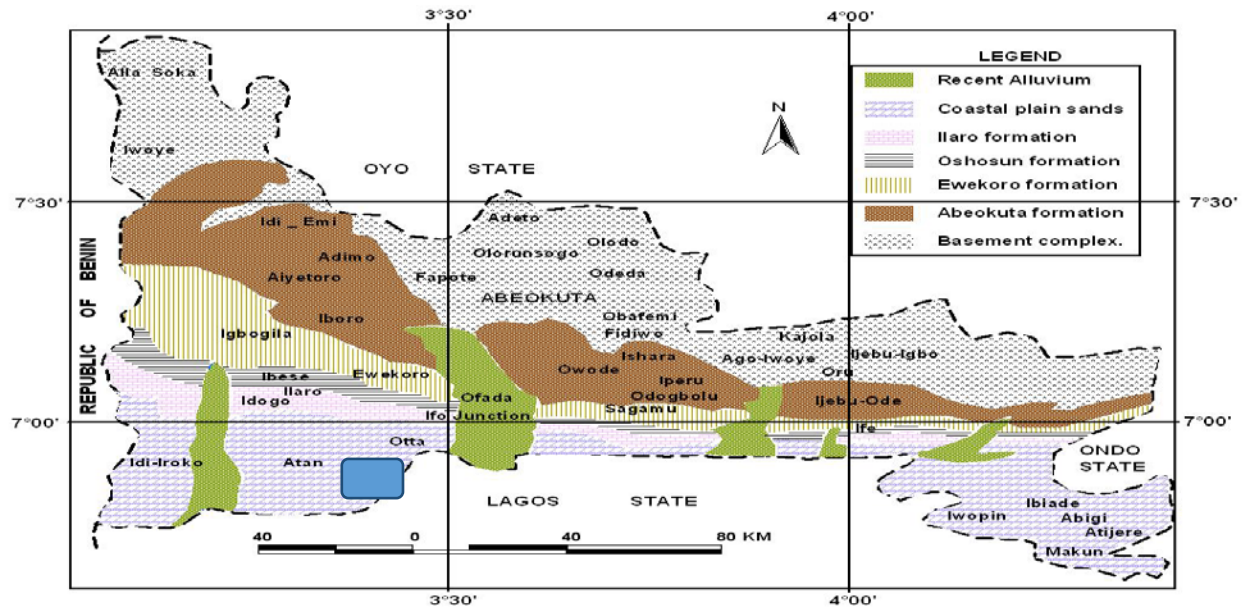 3°30'
4°00'
LEGEND
Recent Alluvium
Coastal plain sands
Ilaro formation
Oshosun formation
Ewekoro formation
Abeokuta formation
Basement complex.
N
Alla Soka
Iwoye
OYO STATE
7°30'
7°30'
Idi _ Emi
Adeto
Adimo
Olorunsogo
Olodo
Aiyetoro
Fapote
Odeda
ABEOKUTA
REPUBLIC OF BENIN
Iboro
Obafemi
Igbogila
Fidiwo
Kajola
Ishara
Ago-Iwoye
Ijebu-Igbo
Ibese
Ewekoro
Owode
Oru
Ilaro
Iperu
Idogo
Ofada
Odogbolu
Ijebu-Ode
Ifo Junction
Sagamu
7°00'
7°00'
Ife
Otta
Idi-Iroko
Atan
ONDO
STATE
LAGOS STATE
Ibiade
Iwopin
Abigi
Atijere
Makun
40 0 40 80 KM
3°30'
4°00'